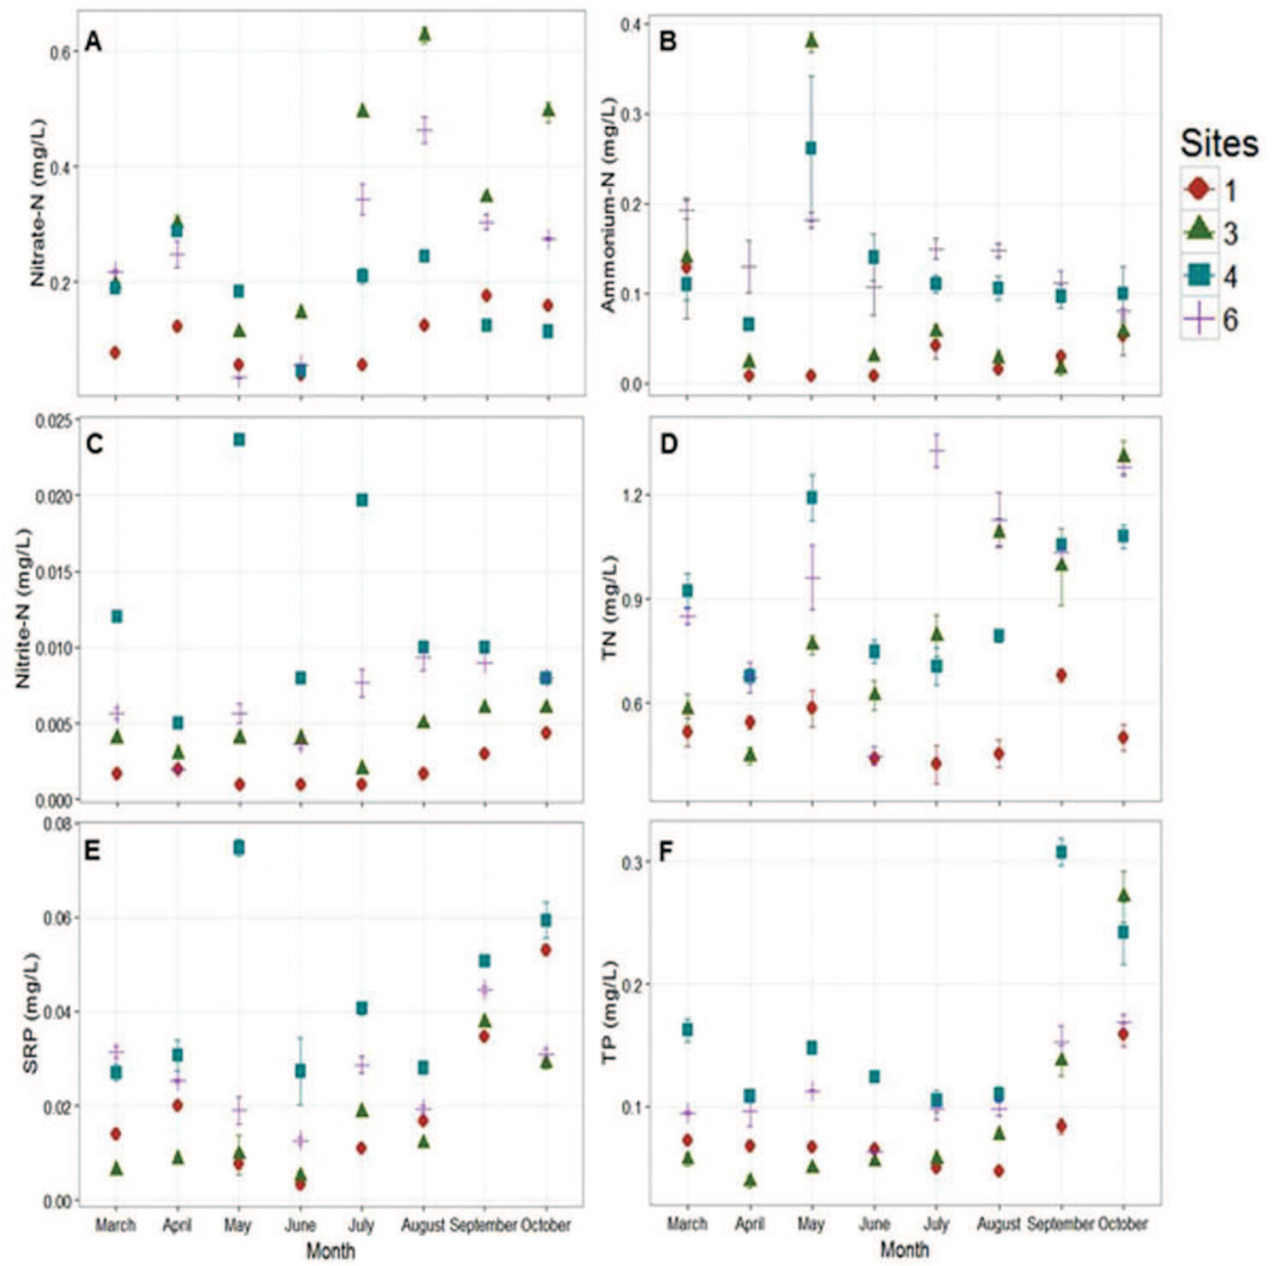 A
Nitrate-N (mg/L)
0.6
0.4
0.2
B
Ammonium-N (mg/L)
0.4
0.3
0.2
0.1
0.0
Sites
1
3
4
6
C
Nitrite-N (mg/L)
0.025
0.020
0.015
0.010
0.005
0.000
D
TN (mg/L)
1.2
0.9
0.6
E
SRP (mg/L)
0.08
0.06
0.04
0.02
0.00
March April May June July August September October
Month
F
TP (mg/L)
0.3
0.2
0.1
March April May June July August September October
Month